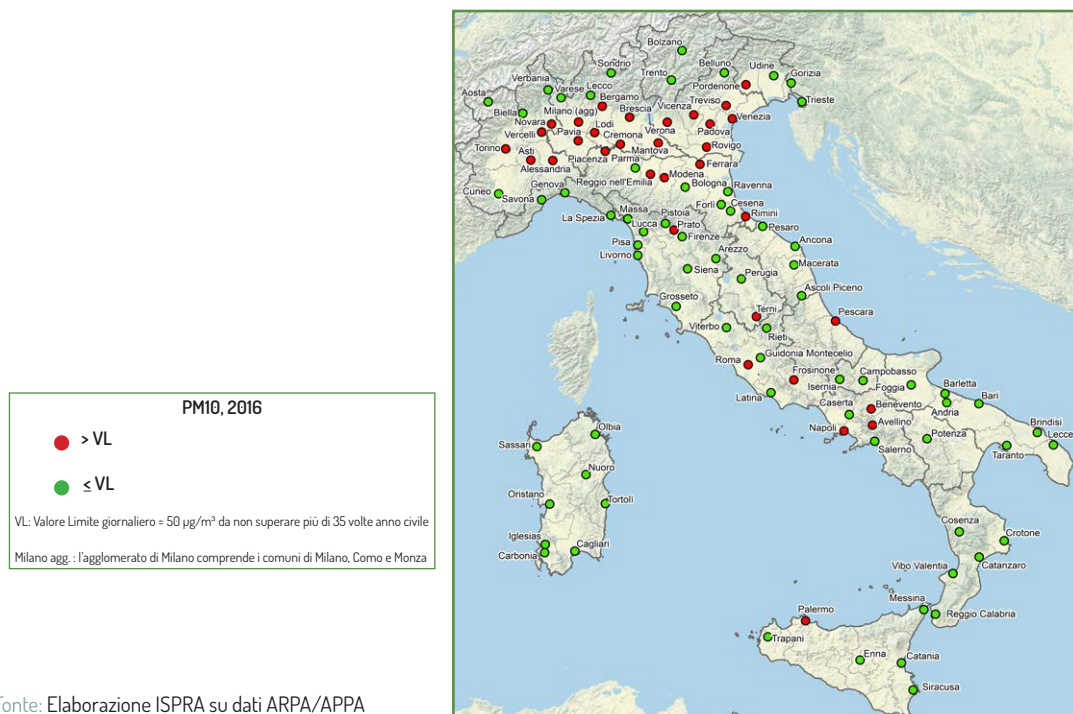 PM10, 2016
> VL
≤ VL
VL: Valore Limite giornaliero = 50 µg/m³ da non superare più di 35 volte anno civile
Milano agg. : l'agglomerato di Milano comprende i comuni di Milano, Como e Monza
Bolzano
Sondrio
Belluno
Udine
Gorizia
Verbania
Varese
Lecco
Trento
Pordenone
Aosta
Bergamo
Trieste
Biella
Milano (agg)
Brescia
Vicenza
Treviso
Novara
Lodi
Venezia
Vercelli
Pavia
Cremona
Verona
Padova
Torino
Asti
Mantova
Rovigo
Alessandria
Piacenza
Parma
Ferrara
Modena
Cuneo
Genova
Reggio nell'Emilia
Bologna
Ravenna
Savona
Forlì
Cesena
La Spezia
Massa
Pistoia
Rimini
Lucca
Prato
Pesaro
Pisa
Firenze
Arezzo
Ancona
Livorno
Siena
Perugia
Macerata
Grosseto
Ascoli Piceno
Terni
Pescara
Viterbo
Rieti
Roma
Guidonia Montecelio
Frosinone
Campobasso
Isernia
Foggia
Barletta
Latina
Caserta
Benevento
Bari
Andria
Napoli
Avellino
Brindisi
Potenza
Lecce
Salerno
Taranto
Olbia
Sassari
Nuoro
Oristano
Tortolì
Iglesias
Cagliari
Carbonia
Cosenza
Crotone
Vibo Valentia
Catanzaro
Messina
Reggio Calabria
Palermo
Trapani
Enna
Catania
Siracusa
onte: Elaborazione ISPRA su dati ARPA/APPA